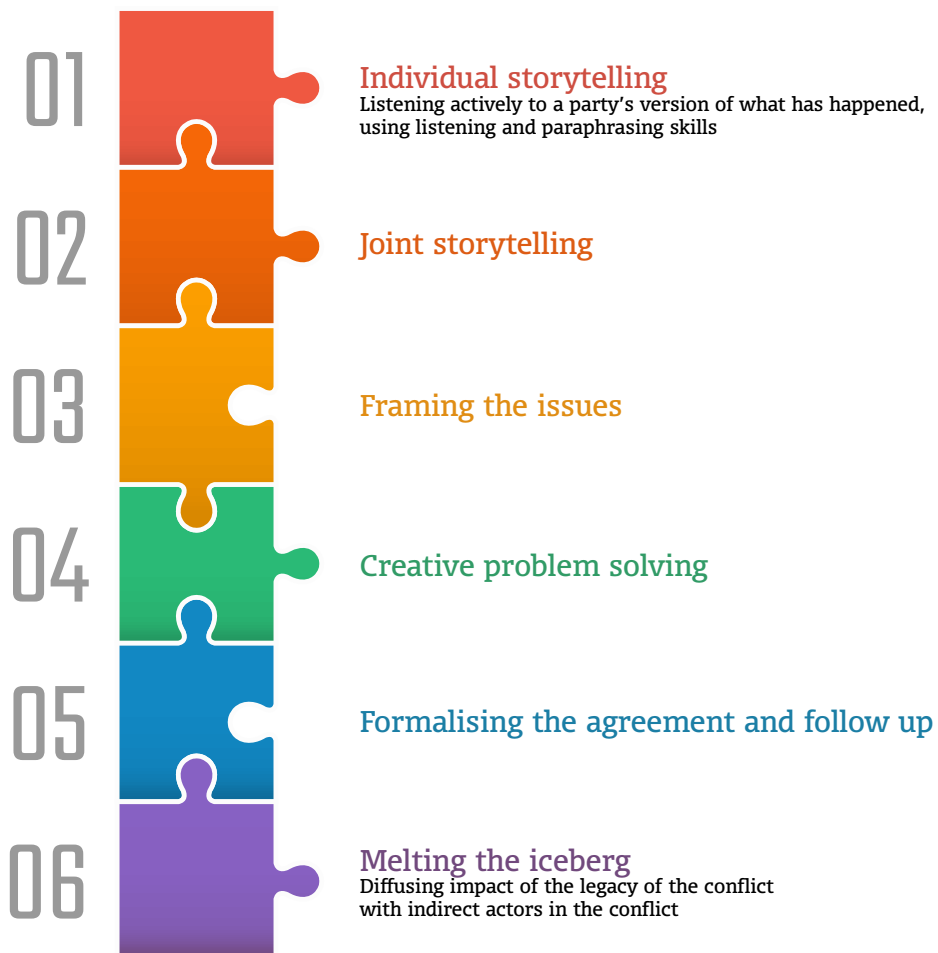 01
Individual storytelling
Listening actively to a party's version of what has happened,
using listening and paraphrasing skills
02
Joint storytelling
03
Framing the issues
04
Creative problem solving
05
Formalising the agreement and follow up
06
Melting the iceberg
Diffusing impact of the legacy of the conflict
with indirect actors in the conflict